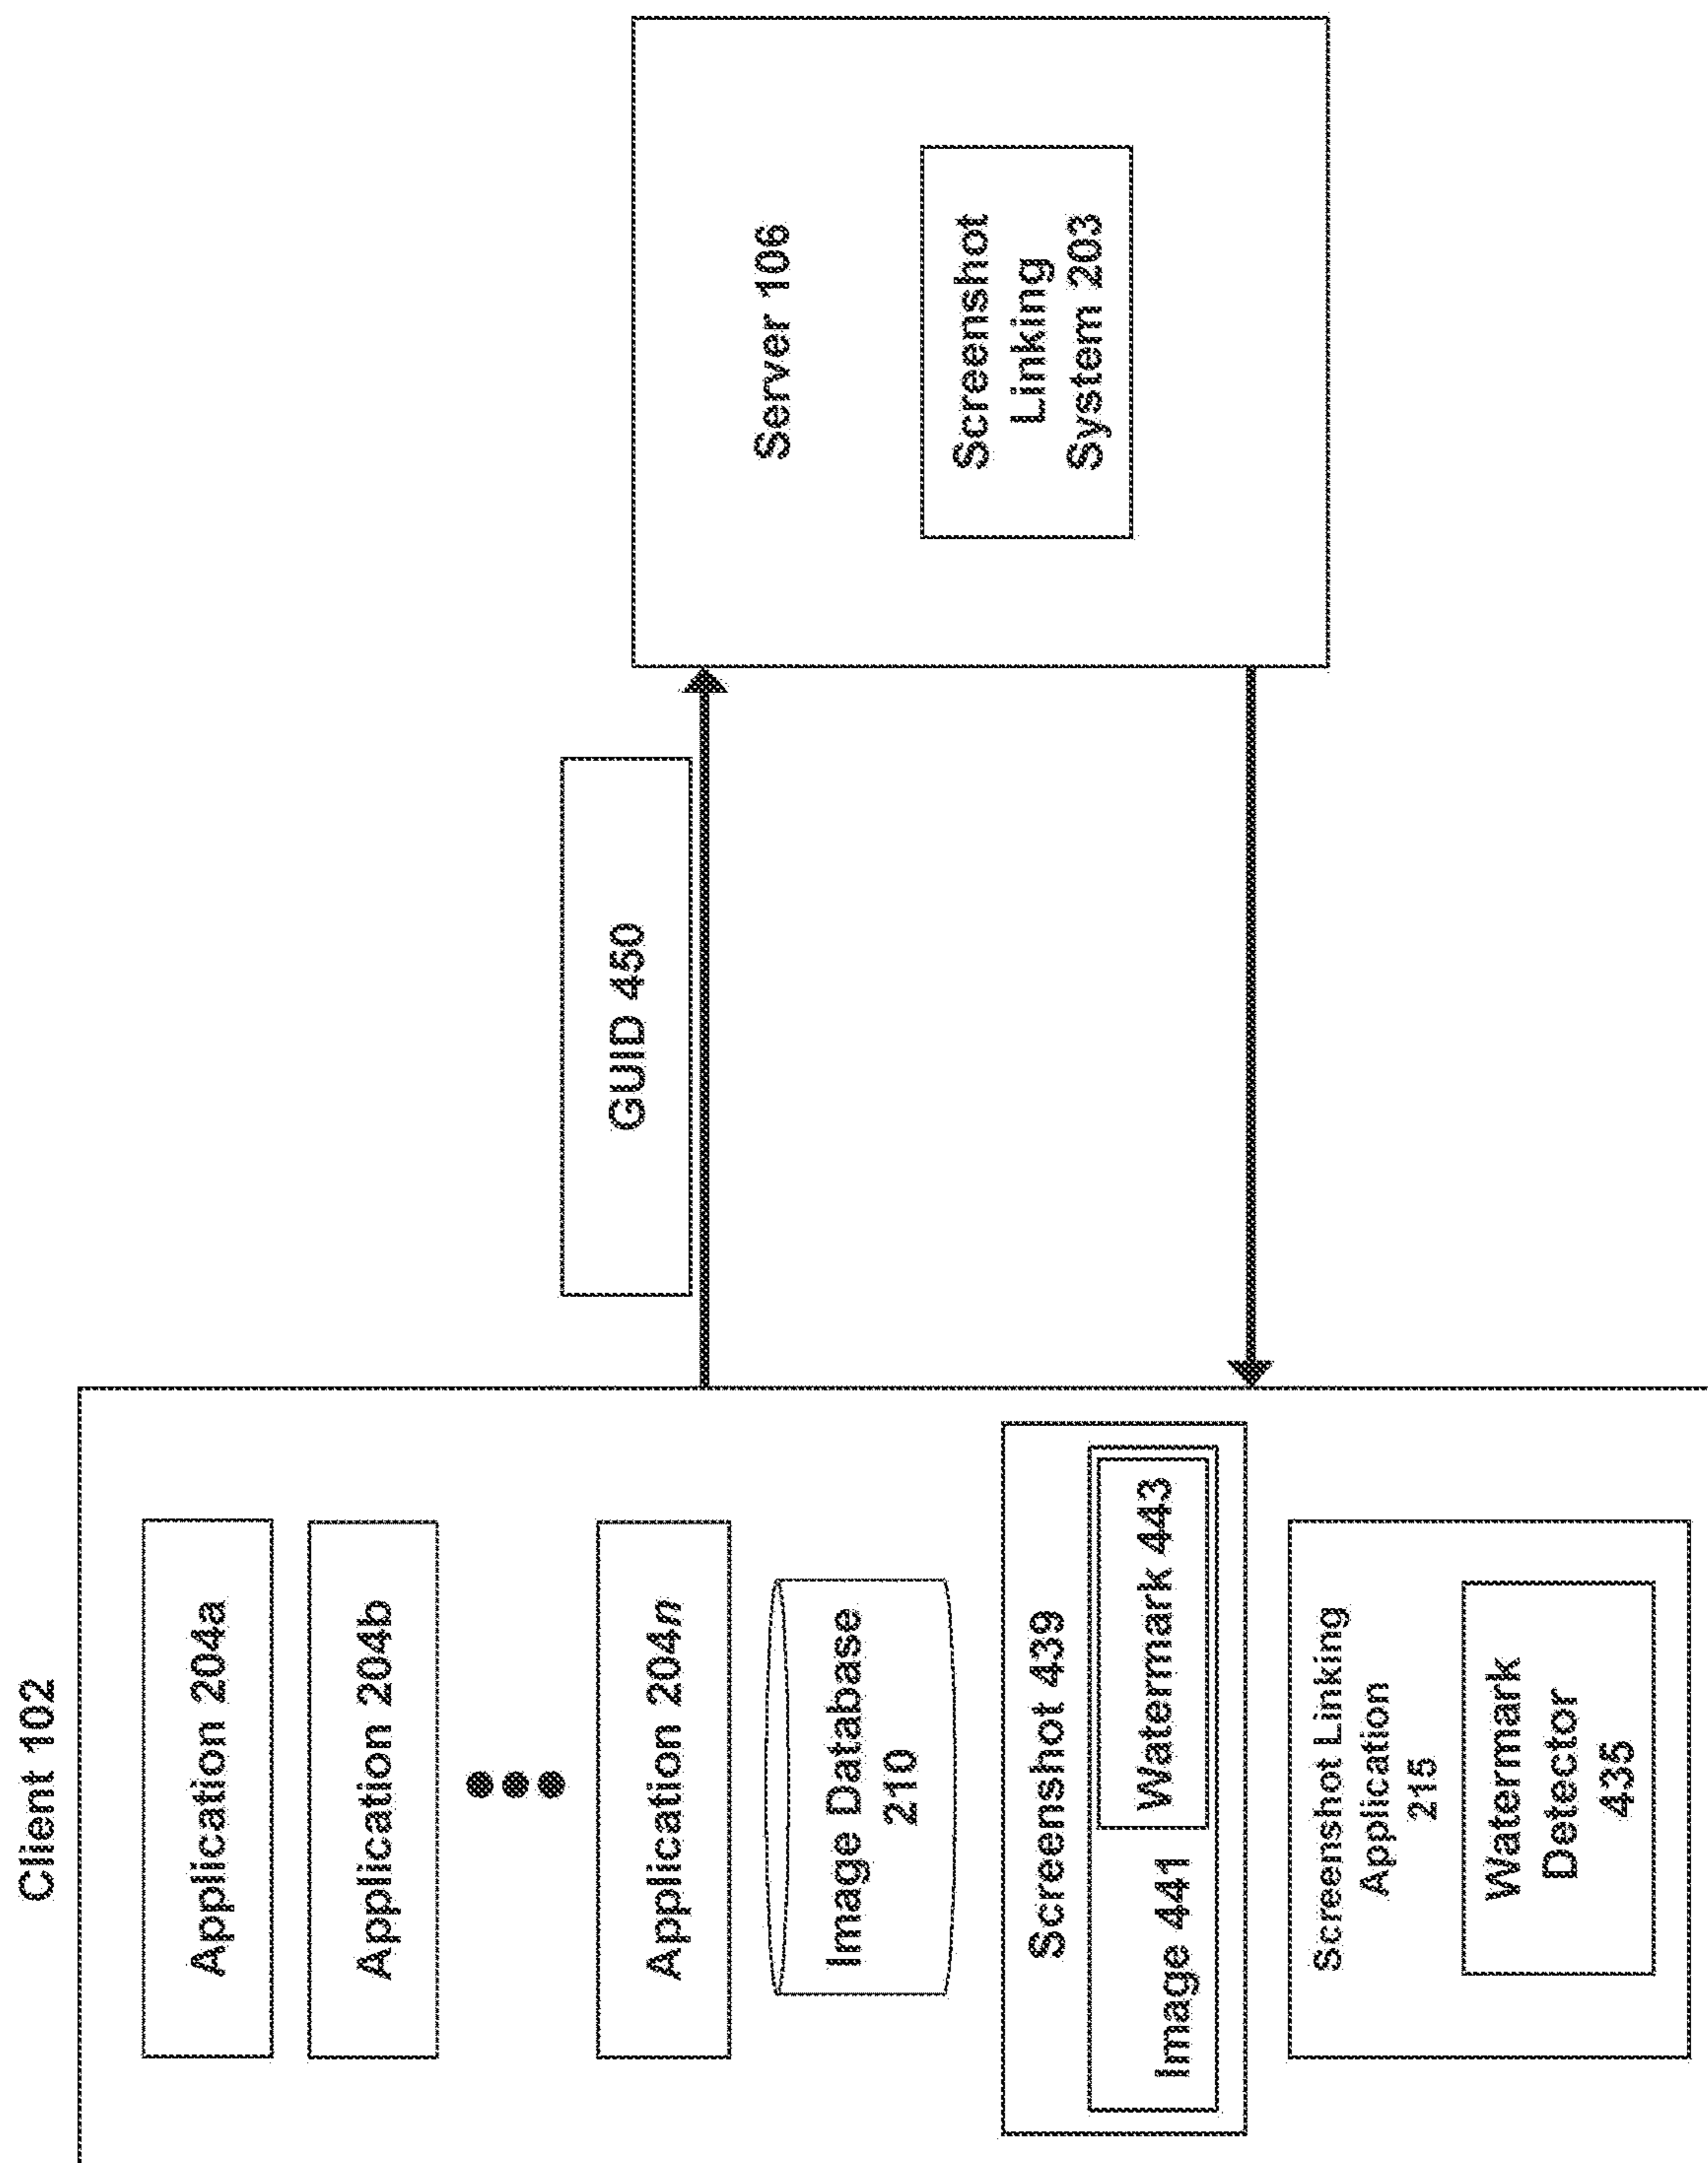 Client 102
Application 204a
Application 204b
Application 204n
Image Database
210
Screenshot 439
Image 441
Watermark 443
Screenshot Linking
Application
215
Watermark
Detector
435
GUID 450
Server 106
Screenshot
Linking
System 203